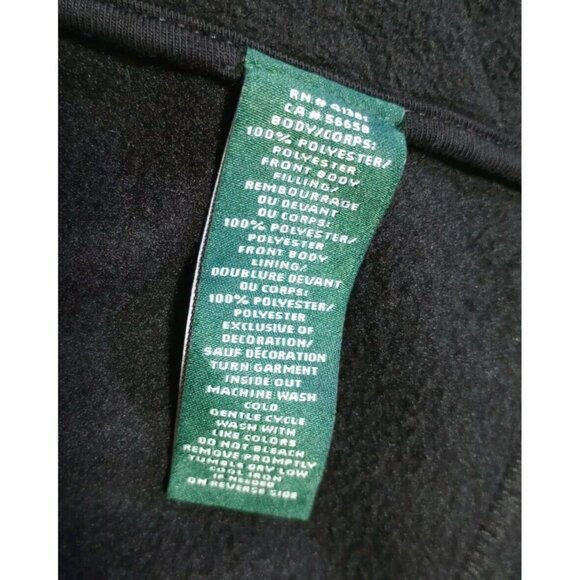 RN # 41381
CA # 56650
BODY/CORPS:
100% POLYESTER/
POLYESTER
FRONT BODY
FILLING/
REMBOURRAGE
DU DEVANT
DU CORPS:
100% POLYESTER/
POLYESTER
FRONT BODY
LINING/
DOUBLURE DEVANT
DU CORPS:
100% POLYESTER/
POLYESTER
EXCLUSIVE OF
DECORATION/
SAUF DÉCORATION
TURN GARMENT
INSIDE OUT
MACHINE WASH
COLD
GENTLE CYCLE
WASH WITH
LIKE COLORS
DO NOT BLEACH
REMOVE PROMPTLY
TUMBLE DRY LOW
COOL IRON
IF NEEDED
ON REVERSE SIDE